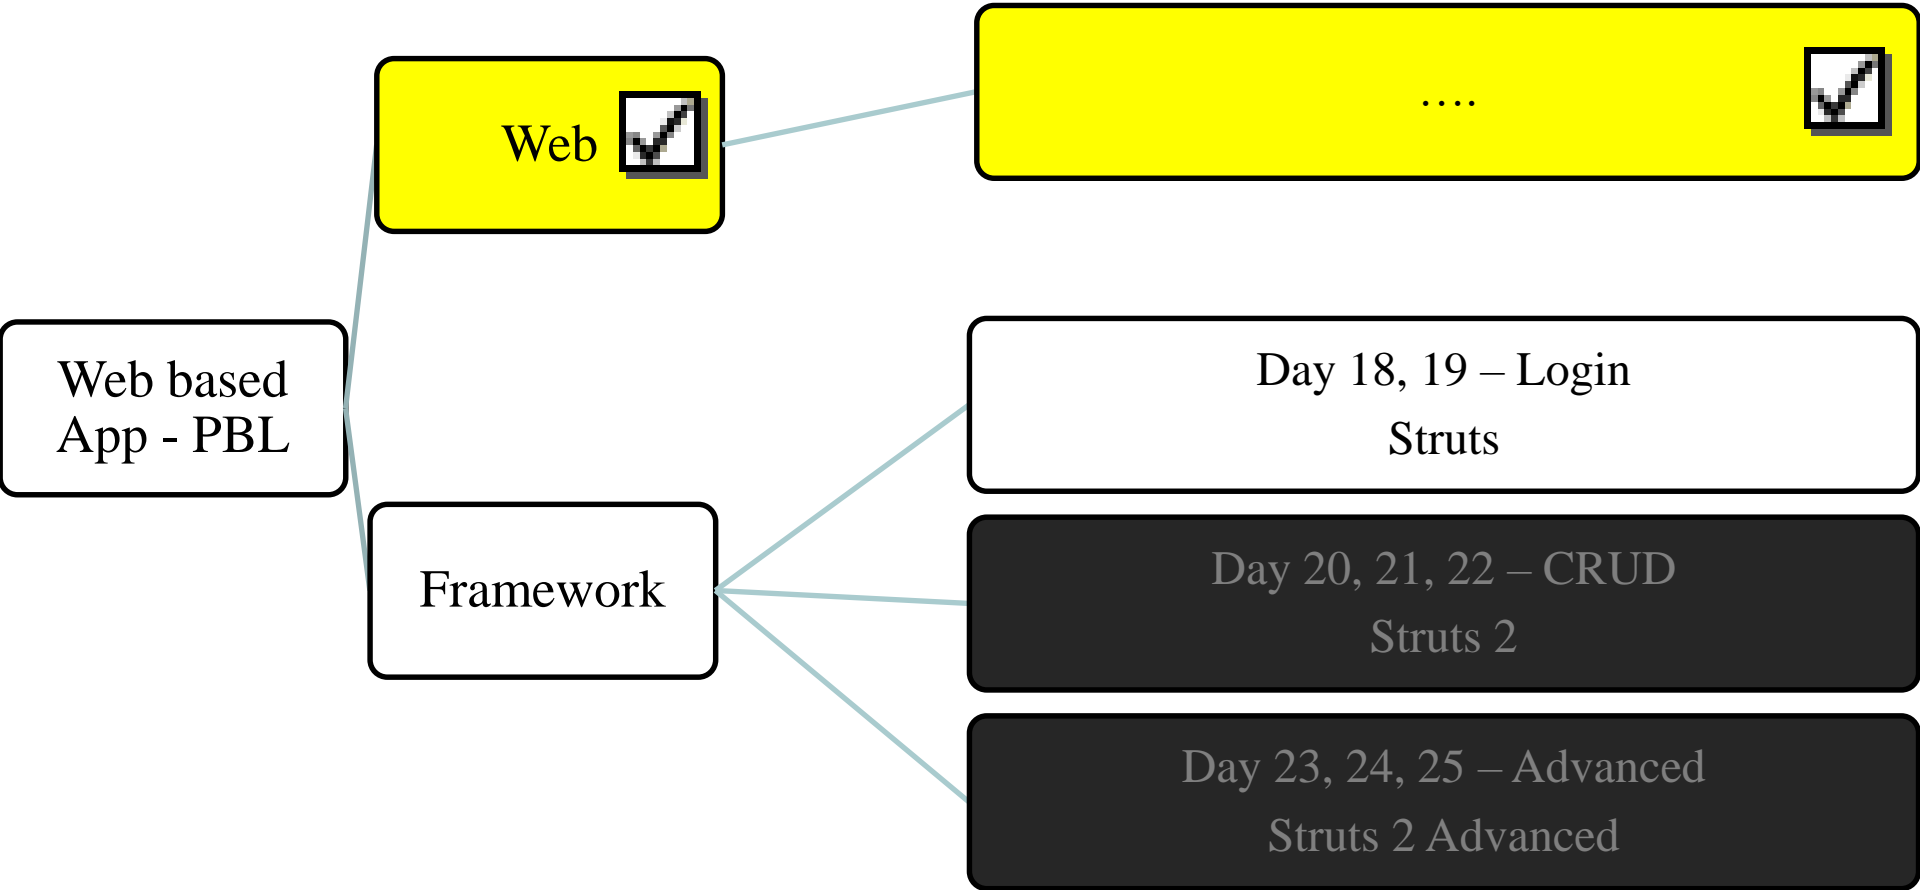 Web
….
Web based
App - PBL
Framework
Day 18, 19 – Login
Struts
Day 20, 21, 22 – CRUD
Struts 2
Day 23, 24, 25 – Advanced
Struts 2 Advanced